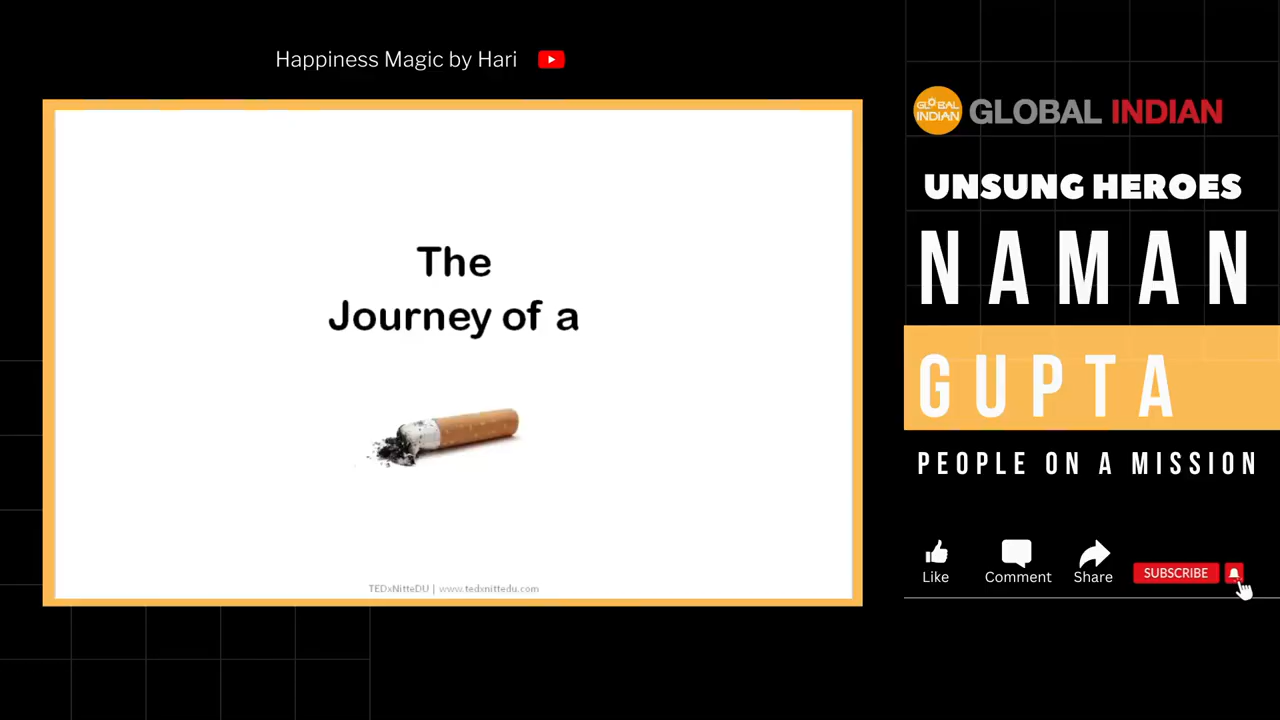 Happiness Magic by Hari
The
Journey of a
TEDxNitteDU | www.tedxnittedu.com
GLOBAL INDIAN
GLOBAL INDIAN
UNSUNG HEROES
NAMAN
GUPTA
PEOPLE ON A MISSION
Like Comment Share SUBSCRIBE